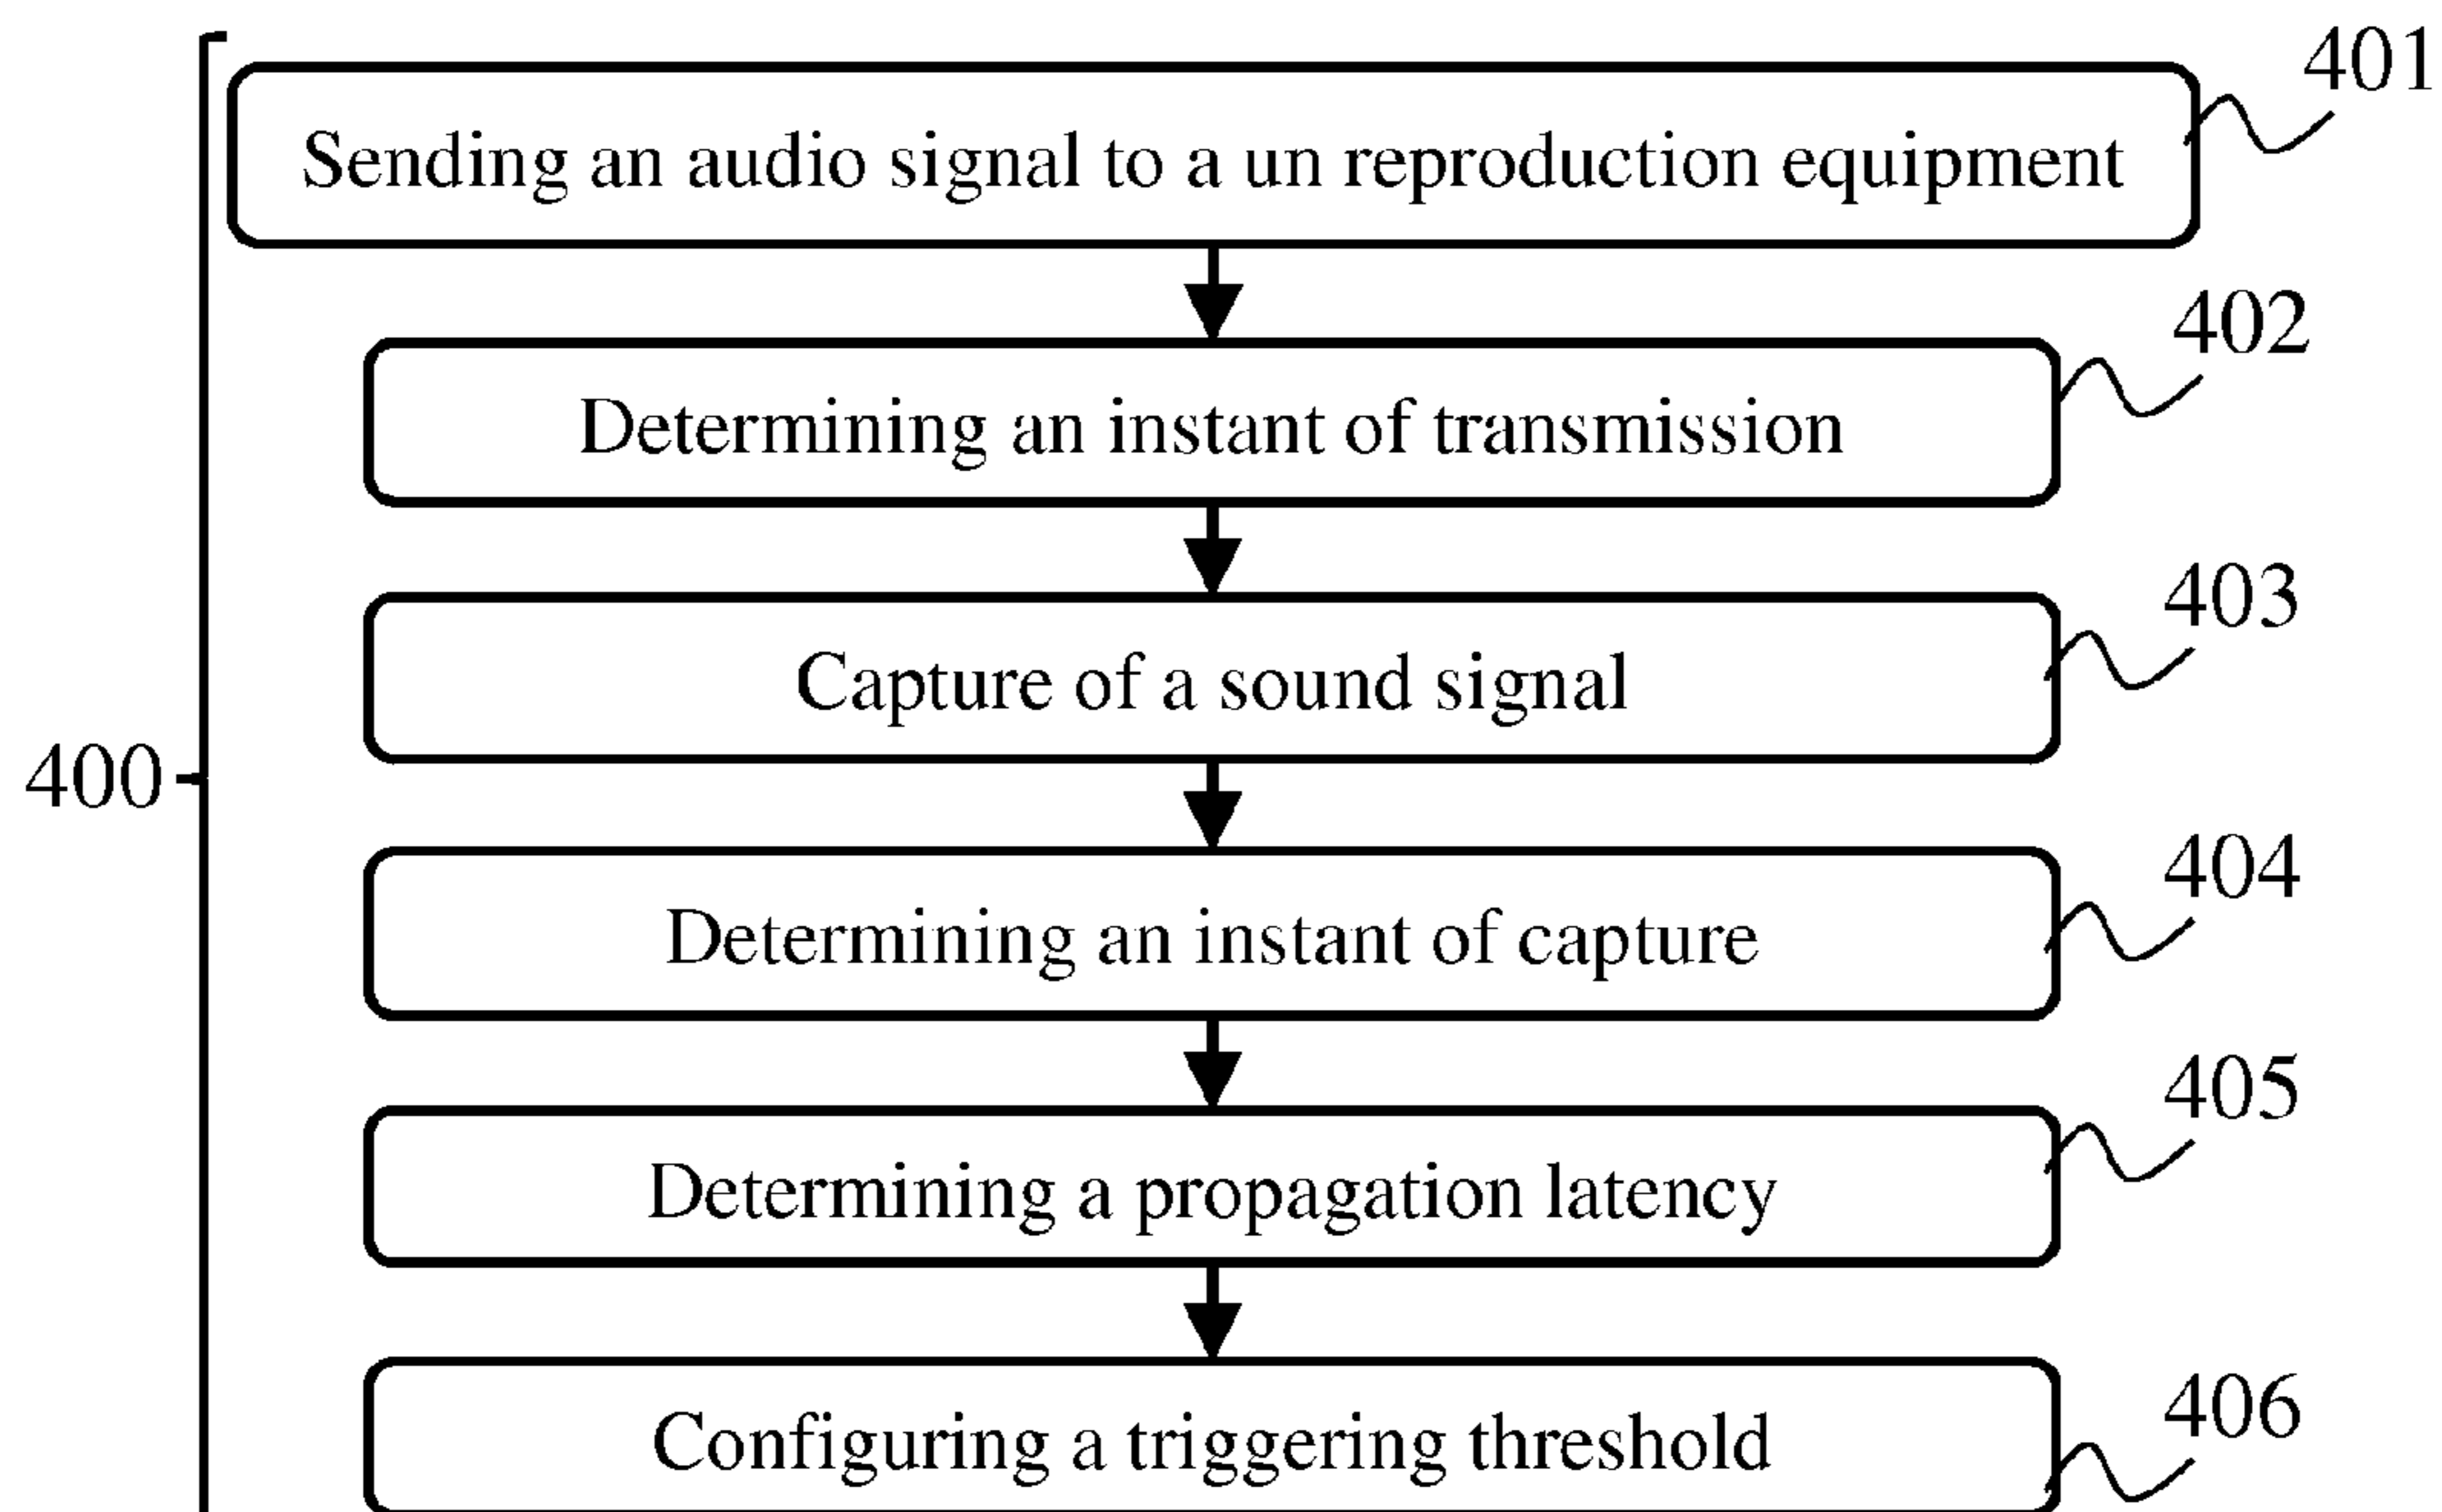 401
Sending an audio signal to a un reproduction equipment
402
Determining an instant of transmission
403
Capture of a sound signal
400
404
Determining an instant of capture
405
Determining a propagation latency
406
Configuring a triggering threshold